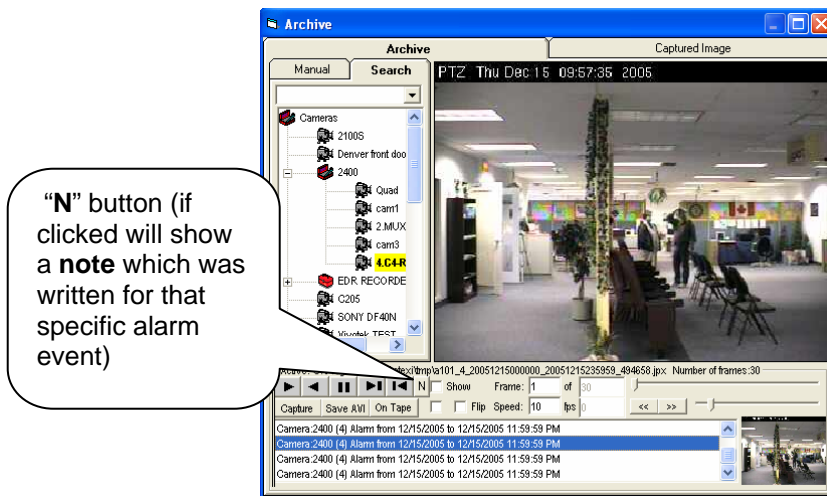 Archive
Archive
Captured Image
Manual
Search
PTZ Thu Dec 15 09:57:35 2005
Cameras
2100S
Denver front doo
2400
Quad
cam1
2.MUX
cam3
4.C4-R
EDR RECORDE
C205
SONY DF40N
Vivotek TEST
“N” button (if
clicked will show
a note which was
written for that
specific alarm
event)
\tmp\a101_4_20051215000000_20051215235959_494658.jpx Number of frames:30
N Show Frame: 1 of 30
Capture Save AVI On Tape Flip Speed: 10 fps 0 << >>
Camera:2400 (4) Alarm from 12/15/2005 to 12/15/2005 11:59:59 PM
Camera:2400 (4) Alarm from 12/15/2005 to 12/15/2005 11:59:59 PM
Camera:2400 (4) Alarm from 12/15/2005 to 12/15/2005 11:59:59 PM
Camera:2400 (4) Alarm from 12/15/2005 to 12/15/2005 11:59:59 PM